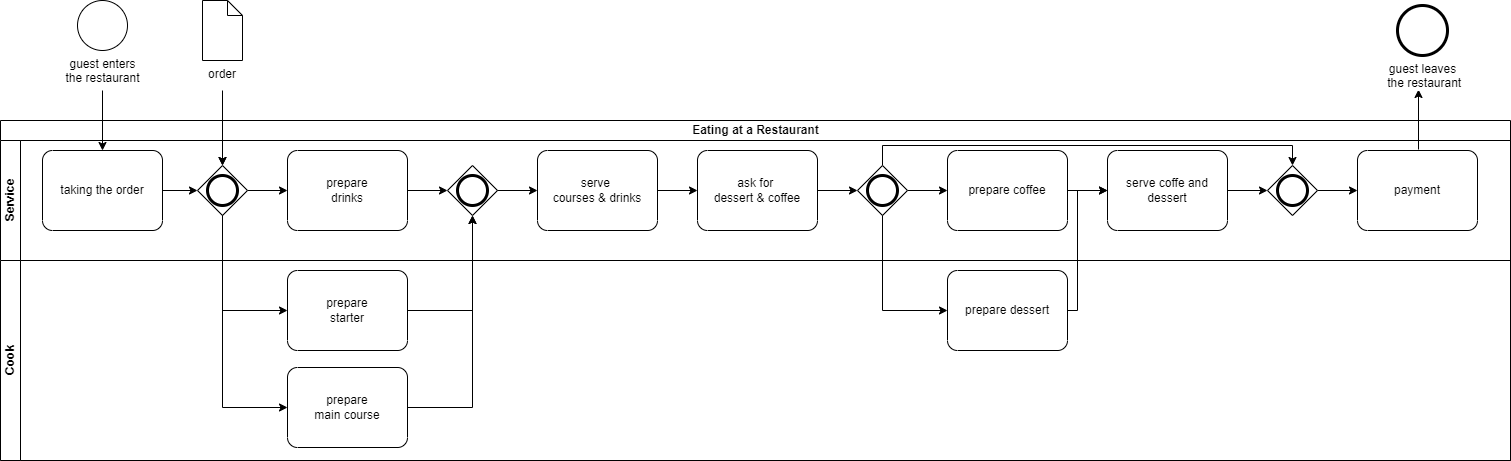 guest enters
the restaurant
order
guest leaves
the restaurant
Eating at a Restaurant
Service
taking the order
prepare
drinks
serve
courses & drinks
ask for
dessert & coffee
prepare coffee
serve coffe and
dessert
payment
Cook
prepare
starter
prepare dessert
prepare
main course